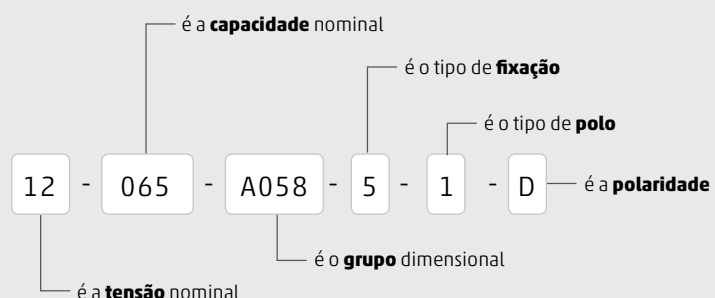 é a capacidade nominal
é o tipo de fixação
é o tipo de polo
12 - 065 - A058 - 5 - 1 - D é a polaridade
é o grupo dimensional
é a tensão nominal